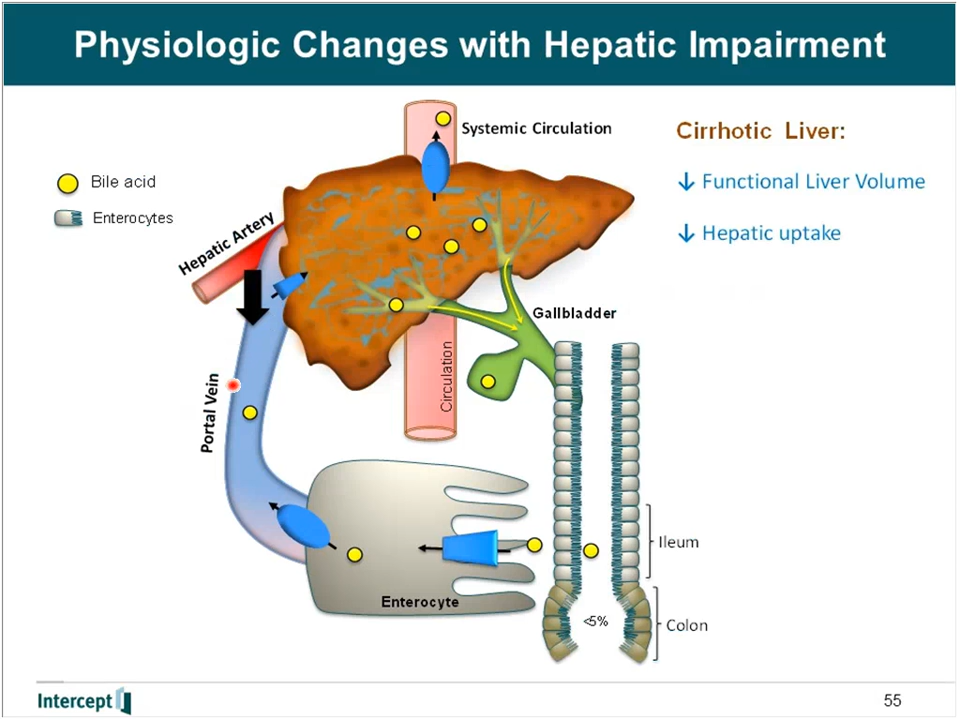 Physiologic Changes with Hepatic Impairment
Systemic Circulation
Cirrhotic Liver:
Bile acid
↓ Functional Liver Volume
Enterocytes
↓ Hepatic uptake
Hepatic Artery
Gallbladder
Circulation
Portal Vein
Ileum
Enterocyte
<5%
Colon
Intercept
55